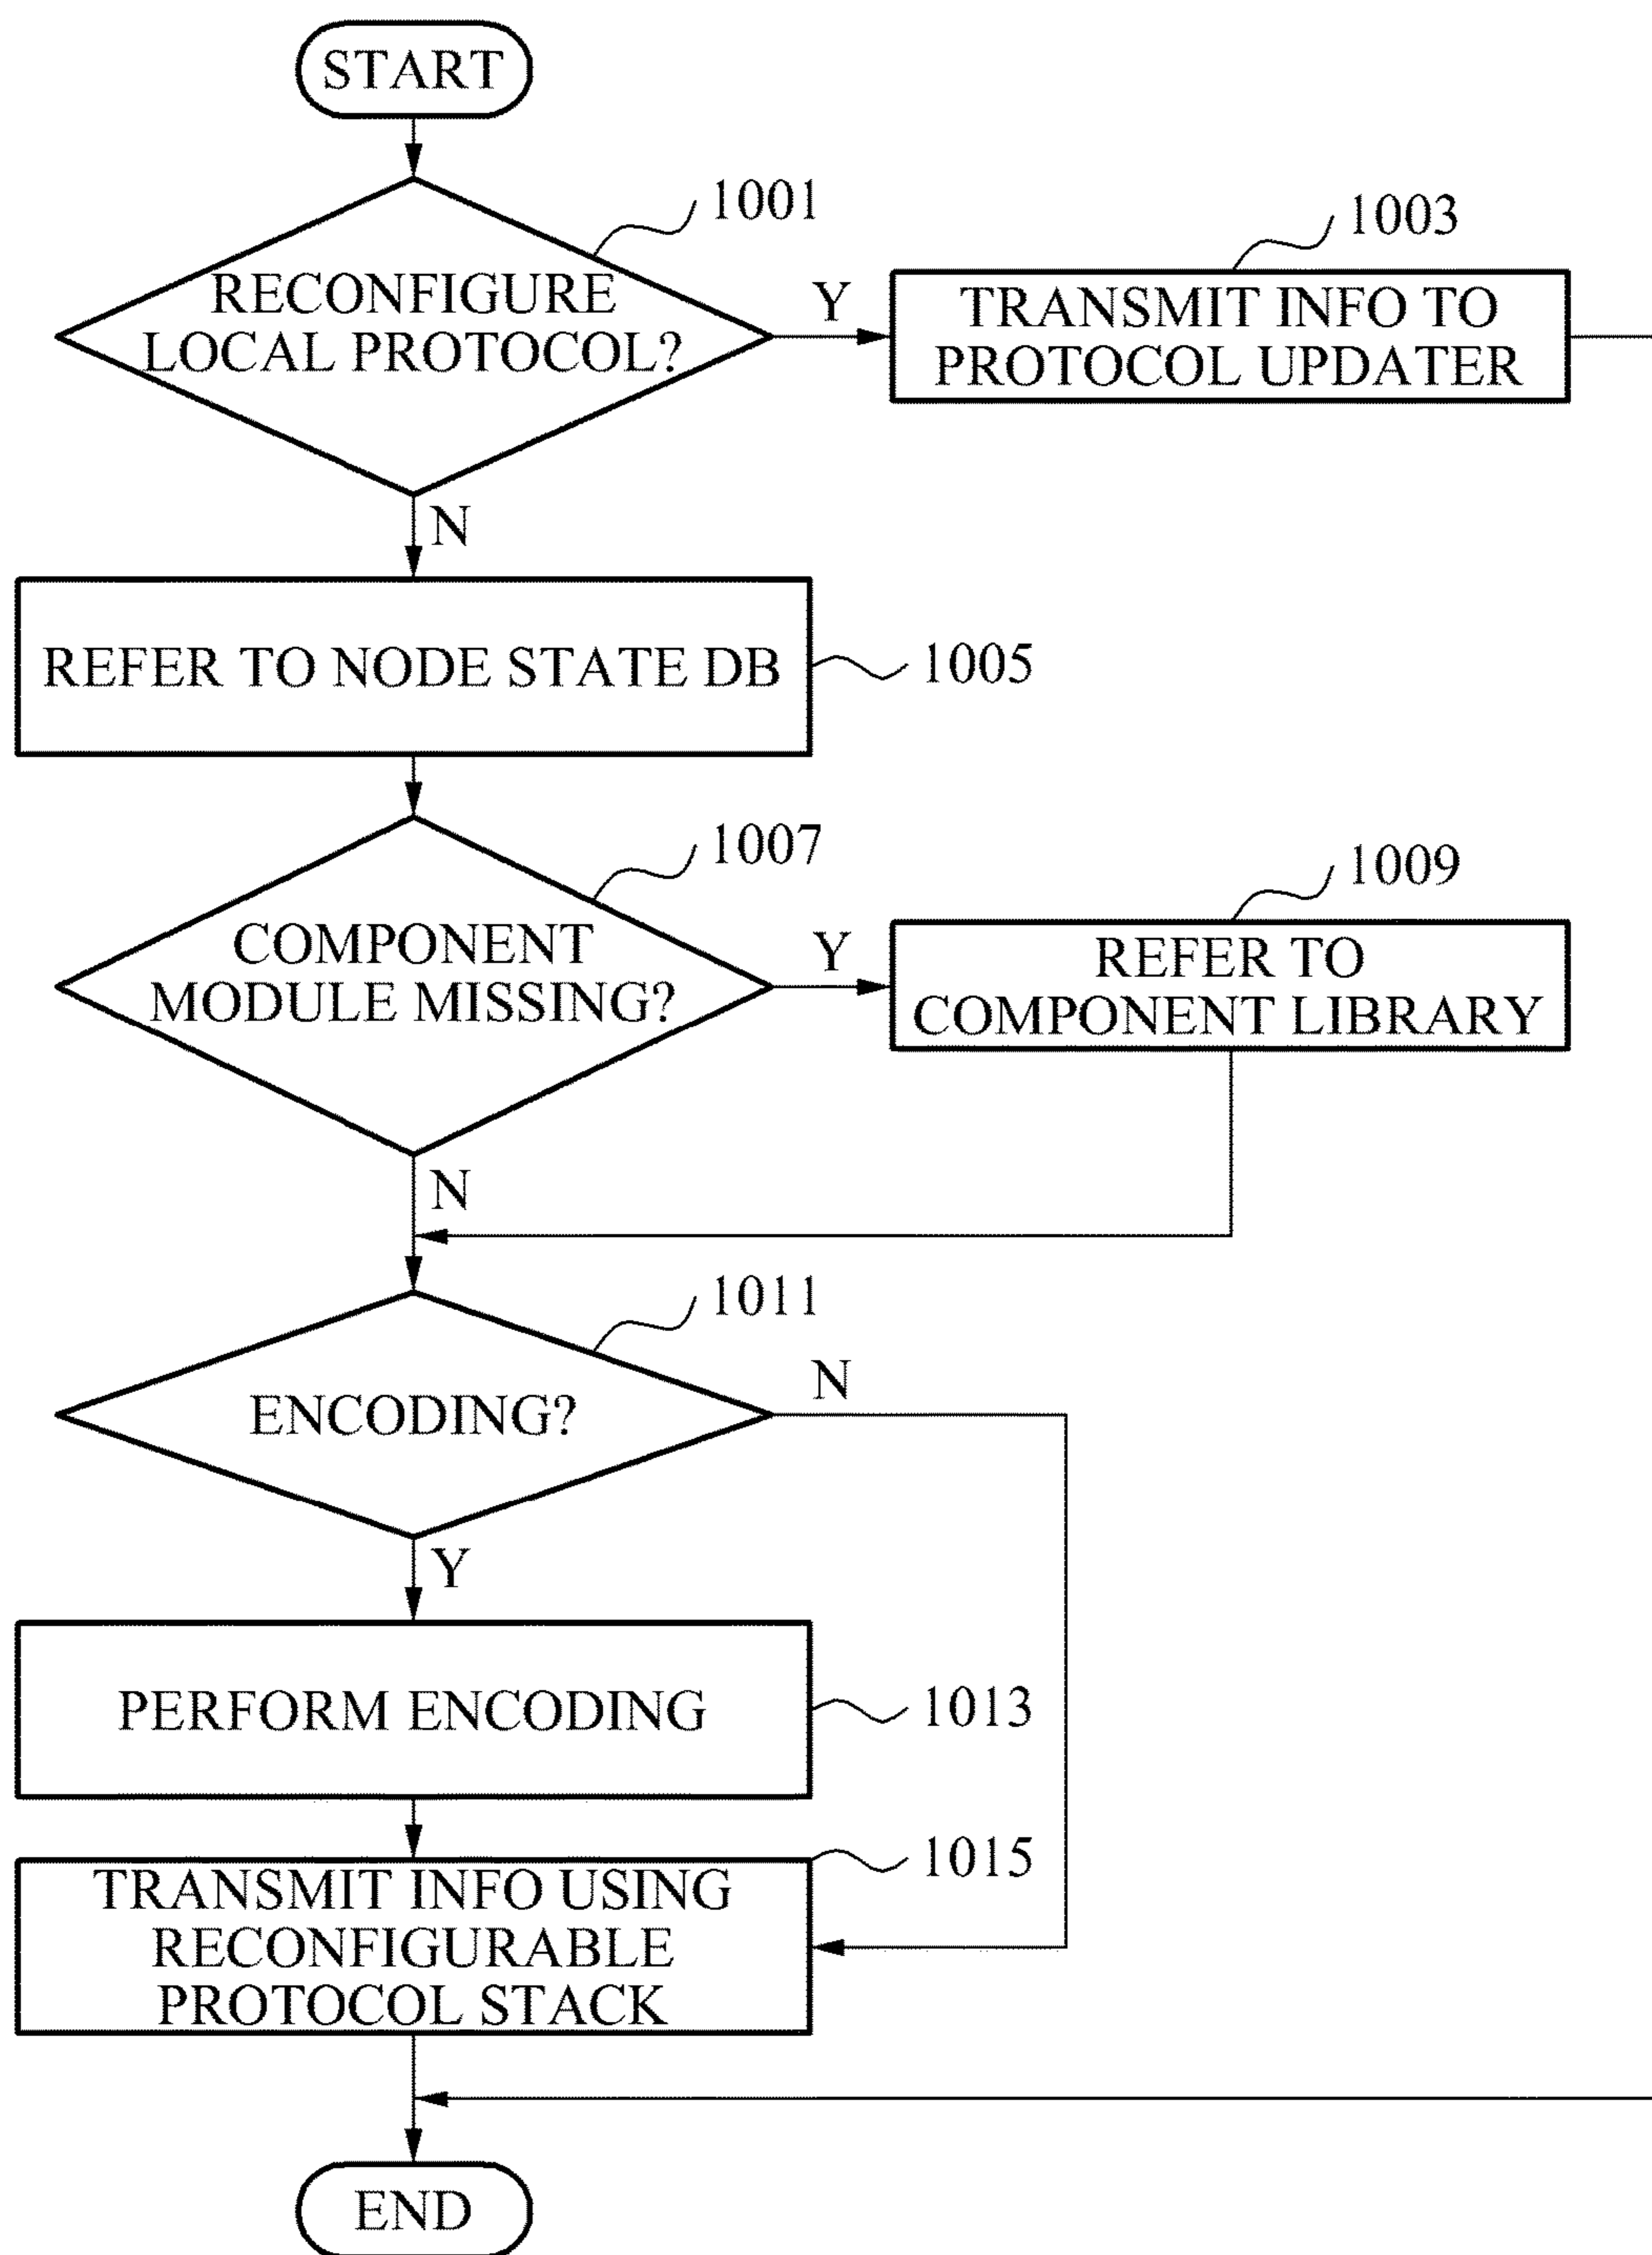 START
1001
RECONFIGURE
LOCAL PROTOCOL?
Y
1003
TRANSMIT INFO TO
PROTOCOL UPDATER
N
REFER TO NODE STATE DB
1005
1007
COMPONENT
MODULE MISSING?
Y
1009
REFER TO
COMPONENT LIBRARY
N
1011
ENCODING?
N
Y
PERFORM ENCODING
1013
1015
TRANSMIT INFO USING
RECONFIGURABLE
PROTOCOL STACK
END